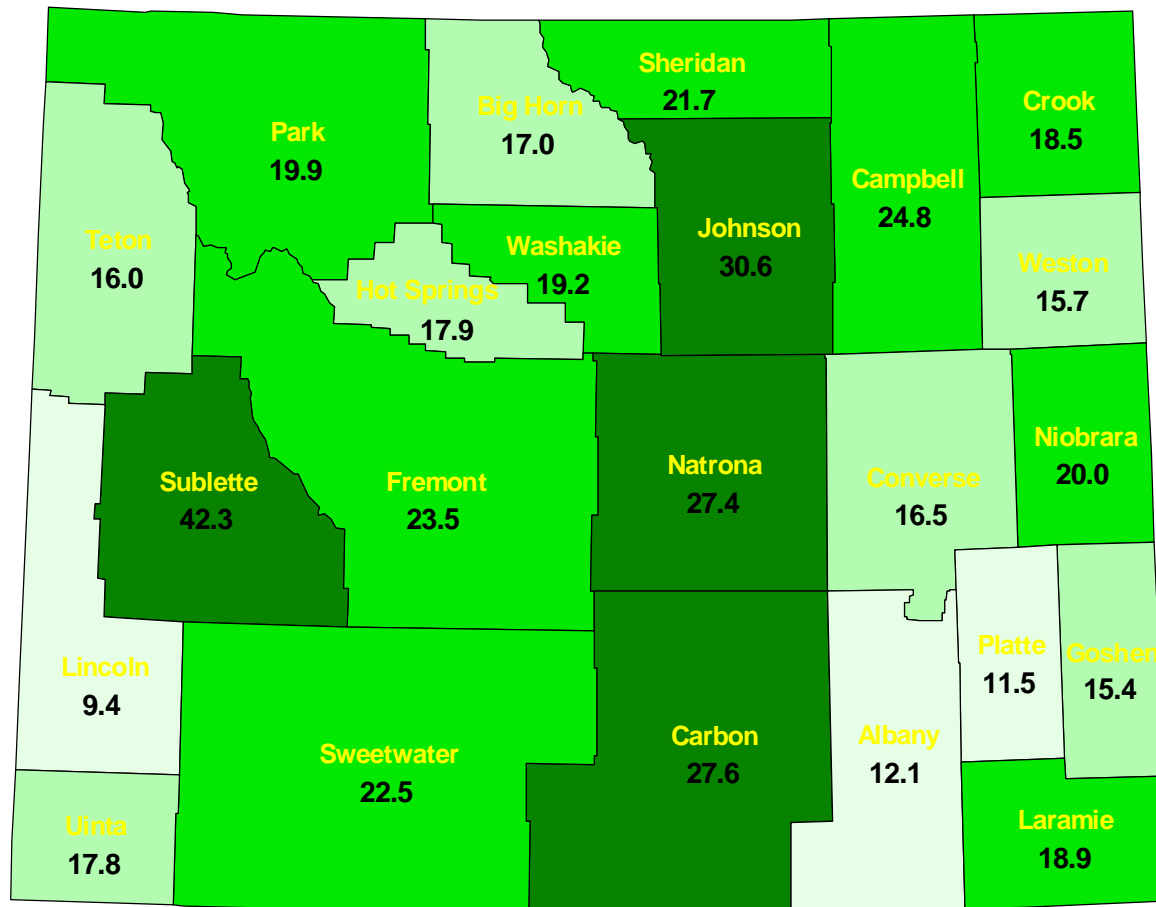 Sheridan
21.7
Big Horn
17.0
Crook
18.5
Park
19.9
Campbell
24.8
Johnson
30.6
Teton
16.0
Washakie
19.2
Weston
15.7
Hot Springs
17.9
Niobrara
20.0
Natrona
27.4
Converse
16.5
Sublette
42.3
Fremont
23.5
Platte
11.5
Goshen
15.4
Lincoln
9.4
Carbon
27.6
Albany
12.1
Sweetwater
22.5
Uinta
17.8
Laramie
18.9